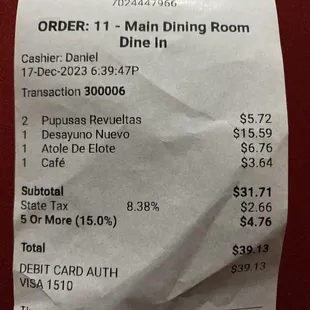 7024447966
ORDER: 11 - Main Dining Room
Dine In
Cashier: Daniel
17-Dec-2023 6:39:47P
Transaction 300006
2 Pupusas Revueltas $5.72
1 Desayuno Nuevo $15.59
1 Atole De Elote $6.76
1 Café $3.64
Subtotal $31.71
State Tax 8.38% $2.66
5 Or More (15.0%) $4.76
Total $39.13
DEBIT CARD AUTH $39.13
VISA 1510